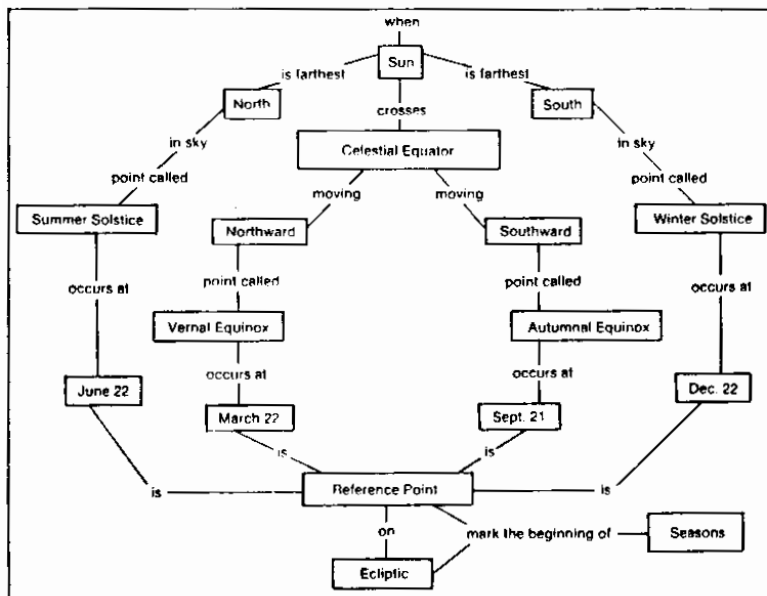 when
Sun
is farthest
is farthest
North
crosses
South
in sky
Celestial Equator
in sky
point called
moving
moving
point called
Summer Solstice
Northward
Southward
Winter Solstice
occurs at
point called
point called
occurs at
Vernal Equinox
Autumnal Equinox
occurs at
occurs at
June 22
Dec. 22
March 22
Sept. 21
is
is
is
Reference Point
is
on
mark the beginning of
Seasons
Ecliptic